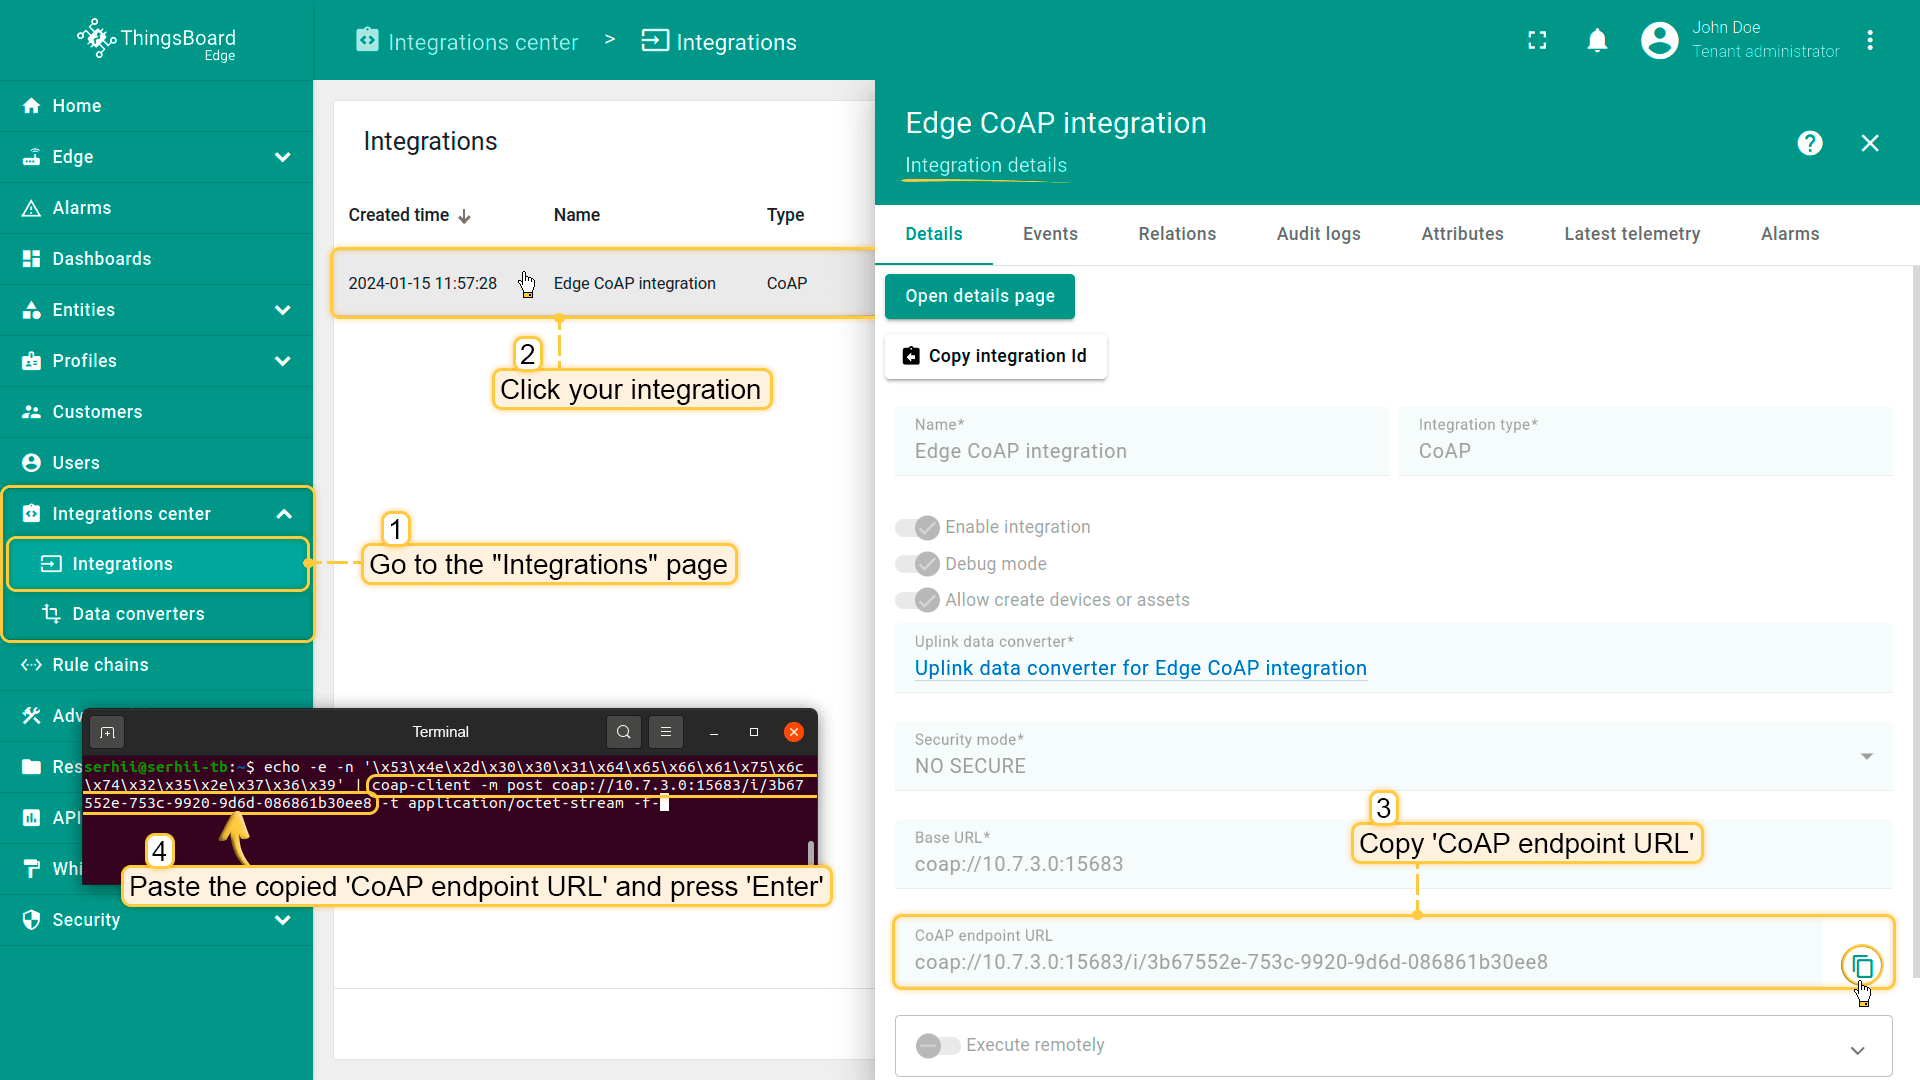 ThingsBoard
Edge
Integrations center > Integrations
John Doe
Tenant administrator
Home
Edge
Alarms
Dashboards
Entities
Profiles
Customers
Users
Integrations center
Integrations
Data converters
Rule chains
Adv
Res
API
Whi
Security
Integrations
Created time Name Type
2024-01-15 11:57:28 Edge CoAP integration CoAP
2
Click your integration
1
Go to the "Integrations" page
Terminal
serhii@serhii-tb:~$ echo -e -n '\x53\x4e\x2d\x30\x30\x31\x64\x65\x66\x61\x75\x6c
\x74\x32\x35\x2e\x37\x36\x39' | coap-client -m post coap://10.7.3.0:15683/i/3b67
552e-753c-9920-9d6d-086861b30ee8 -t application/octet-stream -f-
4
Paste the copied 'CoAP endpoint URL' and press 'Enter'
Edge CoAP integration
Integration details
Details Events Relations Audit logs Attributes Latest telemetry Alarms
Open details page
Copy integration Id
Name* Integration type*
Edge CoAP integration CoAP
Enable integration
Debug mode
Allow create devices or assets
Uplink data converter*
Uplink data converter for Edge CoAP integration
Security mode*
NO SECURE
3
Copy 'CoAP endpoint URL'
Base URL*
coap://10.7.3.0:15683
CoAP endpoint URL
coap://10.7.3.0:15683/i/3b67552e-753c-9920-9d6d-086861b30ee8
Execute remotely